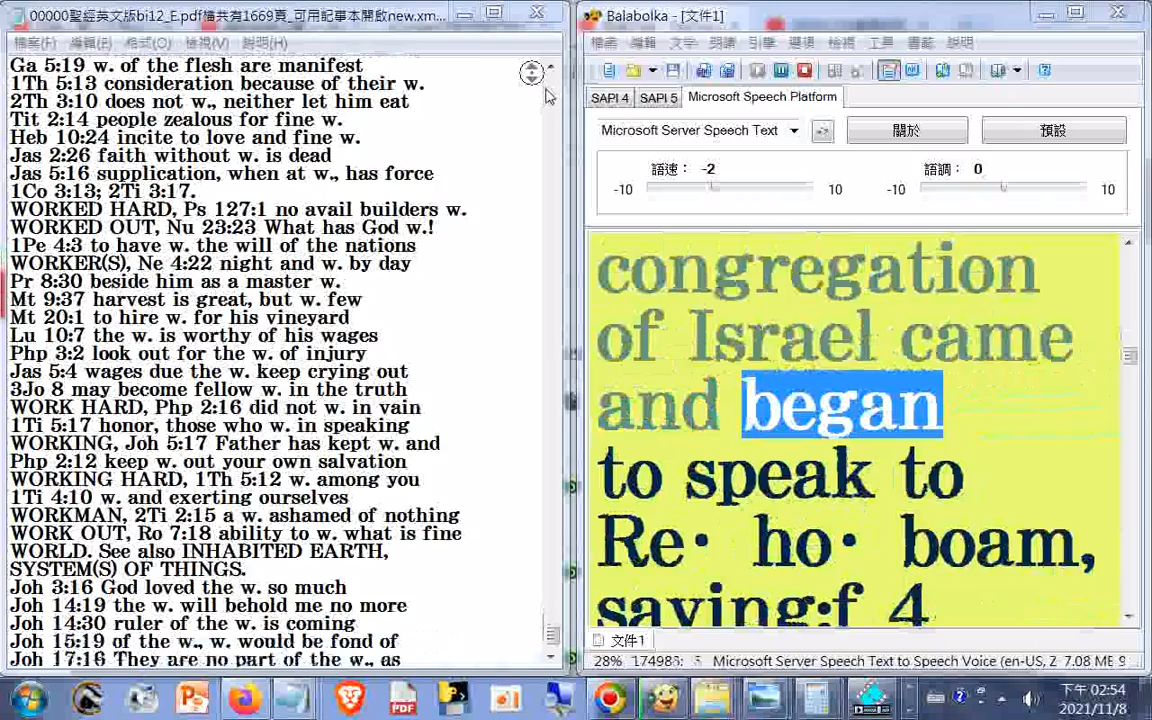 00000聖經英文版bi12_E.pdf檔共有1669頁_可用記事本開啟new.xm...
檔案(F) 編輯(E) 格式(O) 檢視(V) 說明(H)
Ga 5:19 w. of the flesh are manifest
1Th 5:13 consideration because of their w.
2Th 3:10 does not w., neither let him eat
Tit 2:14 people zealous for fine w.
Heb 10:24 incite to love and fine w.
Jas 2:26 faith without w. is dead
Jas 5:16 supplication, when at w., has force
1Co 3:13; 2Ti 3:17.
WORKED HARD, Ps 127:1 no avail builders w.
WORKED OUT, Nu 23:23 What has God w.!
1Pe 4:3 to have w. the will of the nations
WORKER(S), Ne 4:22 night and w. by day
Pr 8:30 beside him as a master w.
Mt 9:37 harvest is great, but w. few
Mt 20:1 to hire w. for his vineyard
Lu 10:7 the w. is worthy of his wages
Php 3:2 look out for the w. of injury
Jas 5:4 wages due the w. keep crying out
3Jo 8 may become fellow w. in the truth
WORK HARD, Php 2:16 did not w. in vain
1Ti 5:17 honor, those who w. in speaking
WORKING, Joh 5:17 Father has kept w. and
Php 2:12 keep w. out your own salvation
WORKING HARD, 1Th 5:12 w. among you
1Ti 4:10 w. and exerting ourselves
WORKMAN, 2Ti 2:15 a w. ashamed of nothing
WORK OUT, Ro 7:18 ability to w. what is fine
WORLD. See also INHABITED EARTH,
SYSTEM(S) OF THINGS.
Joh 3:16 God loved the w. so much
Joh 14:19 the w. will behold me no more
Joh 14:30 ruler of the w. is coming
Joh 15:19 of the w., w. would be fond of
Joh 17:16 They are no part of the w., as
Balabolka - [文件1]
檔案 編輯 文字 朗讀 引擎 選項 檢視 工具 書籤 說明
SAPI 4 SAPI 5 Microsoft Speech Platform
Microsoft Server Speech Text 關於 預設
語速： -2 語調： 0
-10 10 -10 10
congregation
of Israel came
and began
to speak to
Re· ho· boam,
saying:f 4
文件1
28% Microsoft Server Speech Text to Speech Voice (en-US, Z 7.08 MB 9
下午 02:54
2021/11/8